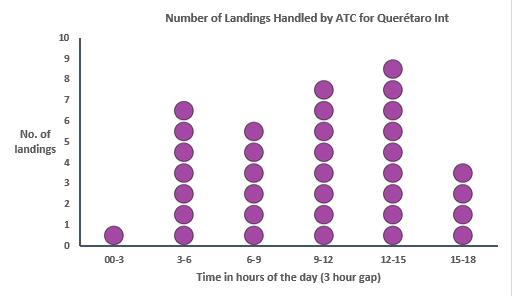 Number of Landings Handled by ATC for Querétaro Int
10
9
8
7
6
5
4
3
2
1
0
No. of
landings
00-3 3-6 6-9 9-12 12-15 15-18
Time in hours of the day (3 hour gap)